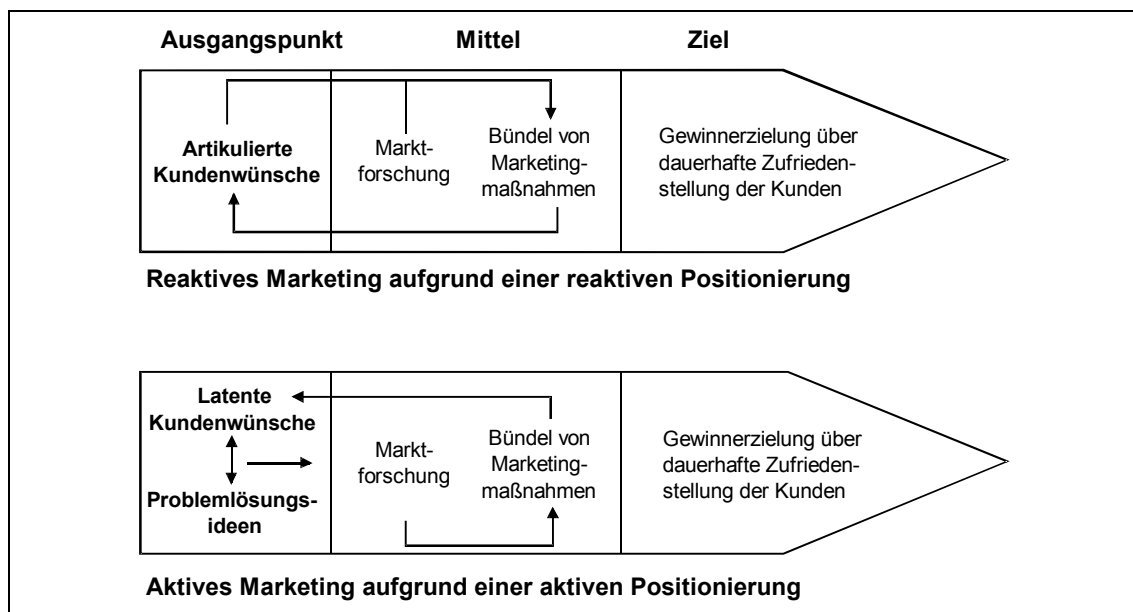 Ausgangspunkt Mittel Ziel
Artikulierte
Kundenwünsche
Markt-
forschung
Bündel von
Marketing-
maßnahmen
Gewinnerzielung über
dauerhafte Zufrieden-
stellung der Kunden
Reaktives Marketing aufgrund einer reaktiven Positionierung
Latente
Kundenwünsche
Problemlösungs-
ideen
Markt-
forschung
Bündel von
Marketing-
maßnahmen
Gewinnerzielung über
dauerhafte Zufrieden-
stellung der Kunden
Aktives Marketing aufgrund einer aktiven Positionierung